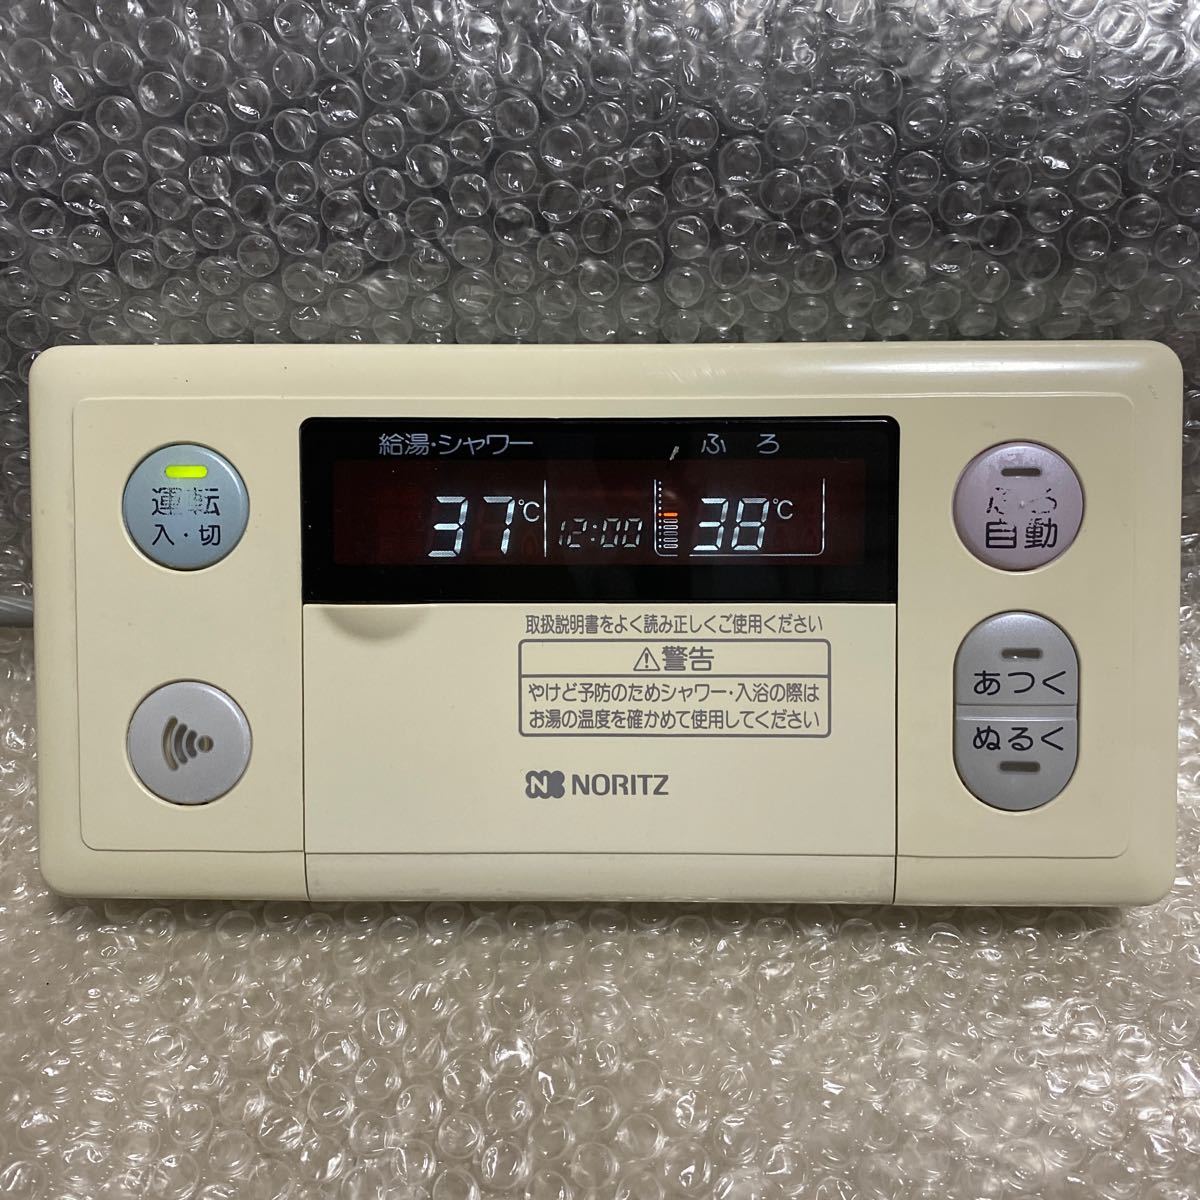 給湯・シャワー
ふろ
運転
入・切
37℃
12:00
38℃
自動
あつく
ぬるく
取扱説明書をよく読み正しくご使用ください
⚠警告
やけど予防のためシャワー・入浴の際は
お湯の温度を確かめて使用してください
N NORITZ